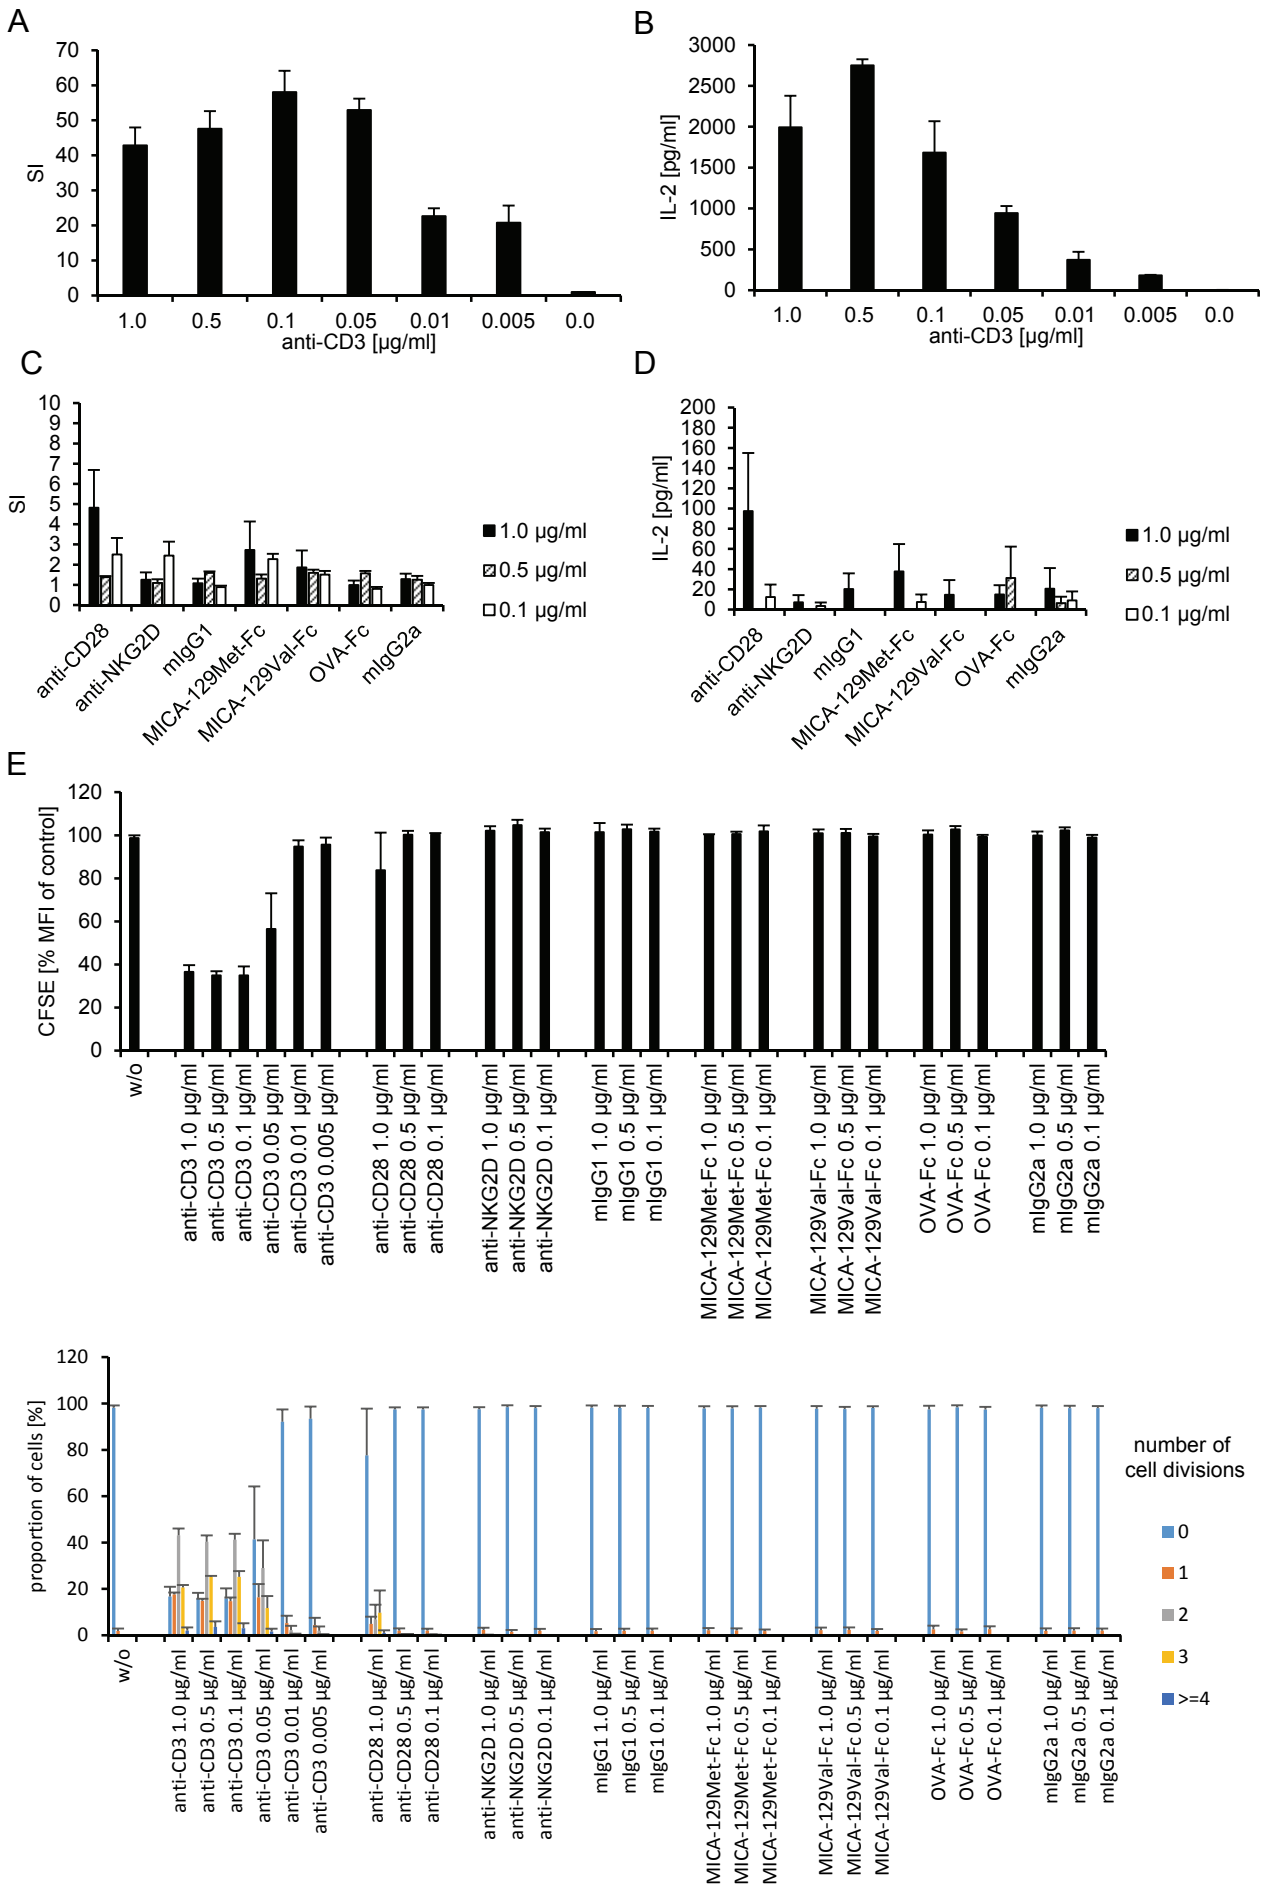 A
70
60
50
40
30
20
10
0
SI
1.0 0.5 0.1 0.05 0.01 0.005 0.0
anti-CD3 [µg/ml]
B
3000
2500
2000
1500
1000
500
0
IL-2 [pg/ml]
1.0 0.5 0.1 0.05 0.01 0.005 0.0
anti-CD3 [µg/ml]
C
10
9
8
7
6
5
4
3
2
1
0
SI
anti-CD28
anti-NKG2D
mIgG1
MICA-129Met-Fc
MICA-129Val-Fc
OVA-Fc
mIgG2a
1.0 µg/ml
0.5 µg/ml
0.1 µg/ml
D
200
180
160
140
120
100
80
60
40
20
0
IL-2 [pg/ml]
anti-CD28
anti-NKG2D
mIgG1
MICA-129Met-Fc
MICA-129Val-Fc
OVA-Fc
mIgG2a
1.0 µg/ml
0.5 µg/ml
0.1 µg/ml
E
120
100
80
60
40
20
0
CFSE [% MFI of control]
w/o
anti-CD3 1.0 µg/ml
anti-CD3 0.5 µg/ml
anti-CD3 0.1 µg/ml
anti-CD3 0.05 µg/ml
anti-CD3 0.01 µg/ml
anti-CD3 0.005 µg/ml
anti-CD28 1.0 µg/ml
anti-CD28 0.5 µg/ml
anti-CD28 0.1 µg/ml
anti-NKG2D 1.0 µg/ml
anti-NKG2D 0.5 µg/ml
anti-NKG2D 0.1 µg/ml
mIgG1 1.0 µg/ml
mIgG1 0.5 µg/ml
mIgG1 0.1 µg/ml
MICA-129Met-Fc 1.0 µg/ml
MICA-129Met-Fc 0.5 µg/ml
MICA-129Met-Fc 0.1 µg/ml
MICA-129Val-Fc 1.0 µg/ml
MICA-129Val-Fc 0.5 µg/ml
MICA-129Val-Fc 0.1 µg/ml
OVA-Fc 1.0 µg/ml
OVA-Fc 0.5 µg/ml
OVA-Fc 0.1 µg/ml
mIgG2a 1.0 µg/ml
mIgG2a 0.5 µg/ml
mIgG2a 0.1 µg/ml
120
100
80
60
40
20
0
proportion of cells [%]
w/o
anti-CD3 1.0 µg/ml
anti-CD3 0.5 µg/ml
anti-CD3 0.1 µg/ml
anti-CD3 0.05 µg/ml
anti-CD3 0.01 µg/ml
anti-CD3 0.005 µg/ml
anti-CD28 1.0 µg/ml
anti-CD28 0.5 µg/ml
anti-CD28 0.1 µg/ml
anti-NKG2D 1.0 µg/ml
anti-NKG2D 0.5 µg/ml
anti-NKG2D 0.1 µg/ml
mIgG1 1.0 µg/ml
mIgG1 0.5 µg/ml
mIgG1 0.1 µg/ml
MICA-129Met-Fc 1.0 µg/ml
MICA-129Met-Fc 0.5 µg/ml
MICA-129Met-Fc 0.1 µg/ml
MICA-129Val-Fc 1.0 µg/ml
MICA-129Val-Fc 0.5 µg/ml
MICA-129Val-Fc 0.1 µg/ml
OVA-Fc 1.0 µg/ml
OVA-Fc 0.5 µg/ml
OVA-Fc 0.1 µg/ml
mIgG2a 1.0 µg/ml
mIgG2a 0.5 µg/ml
mIgG2a 0.1 µg/ml
number of
cell divisions
0
1
2
3
>=4